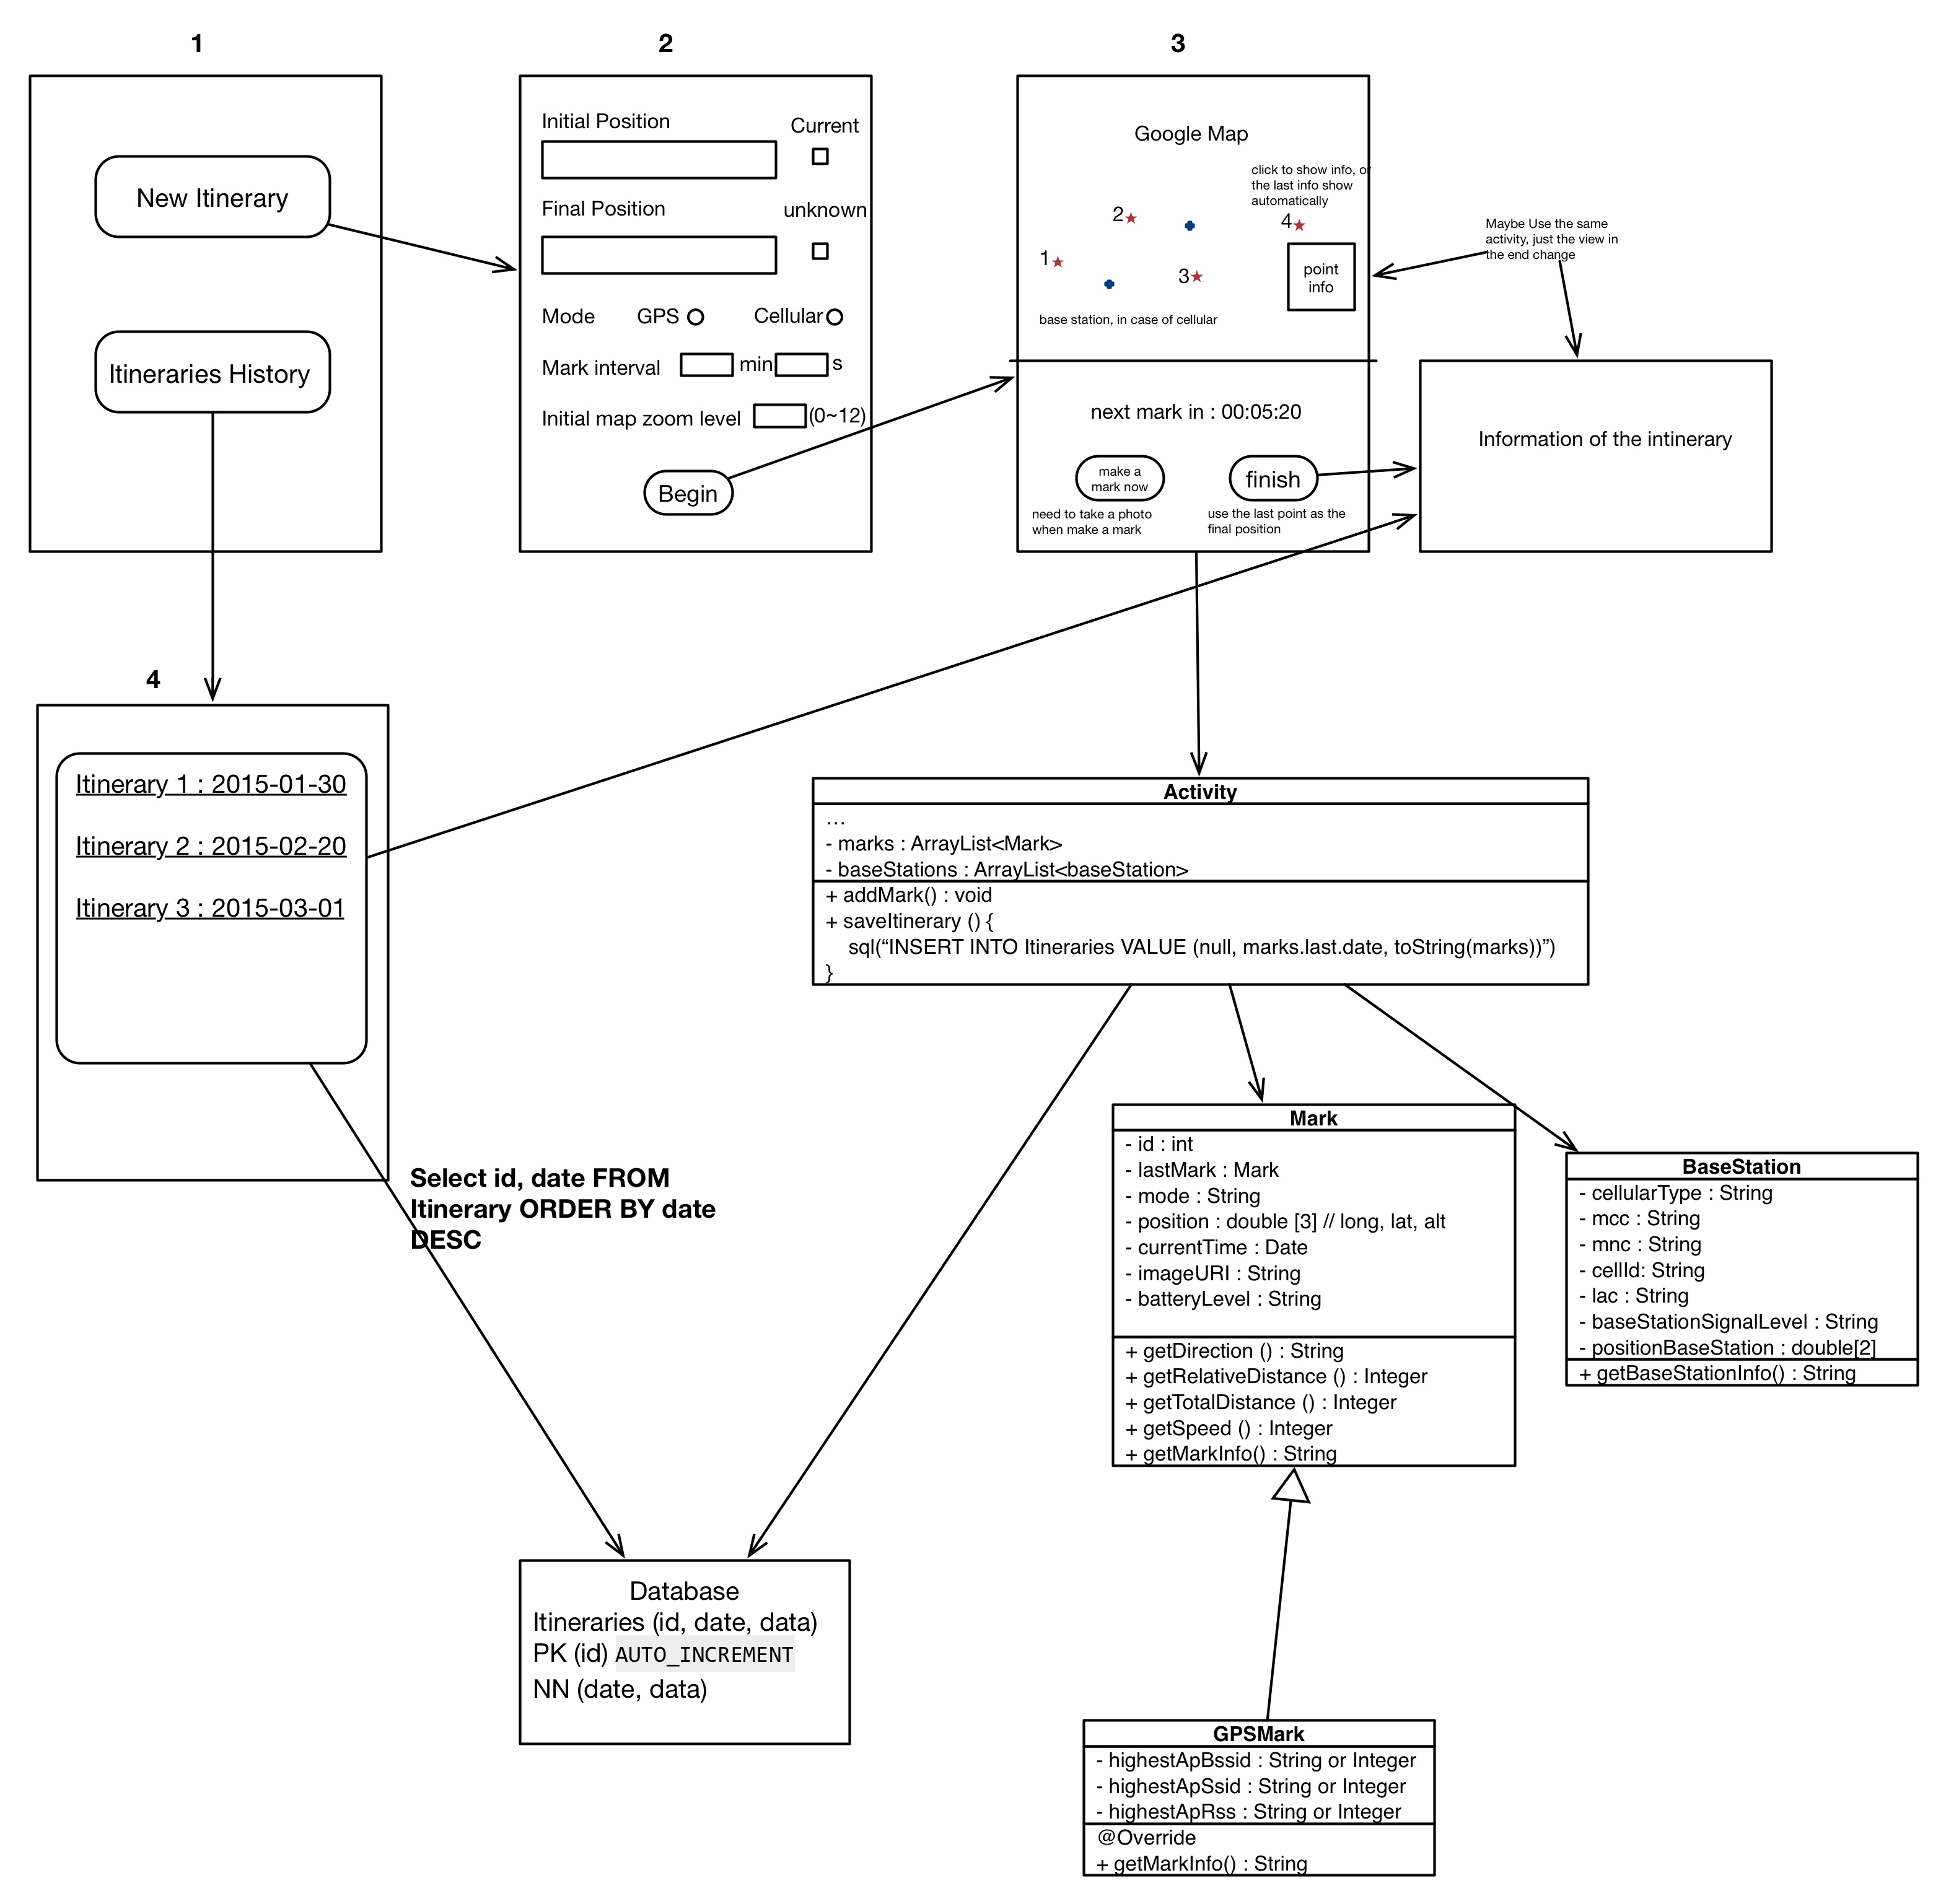 1
New Itinerary
Itineraries History
2
Initial Position
Current
Final Position
unknown
Mode GPS Cellular
Mark interval min s
Initial map zoom level (0~12)
Begin
3
Google Map
click to show info, or
the last info show
automatically
2
4
1
3
point
info
base station, in case of cellular
next mark in : 00:05:20
make a
mark now
finish
need to take a photo
when make a mark
use the last point as the
final position
Maybe Use the same
activity, just the view in
the end change
Information of the intinerary
4
Itinerary 1 : 2015-01-30
Itinerary 2 : 2015-02-20
Itinerary 3 : 2015-03-01
Select id, date FROM
Itinerary ORDER BY date
DESC
Activity
...
- marks : ArrayList<Mark>
- baseStations : ArrayList<baseStation>
+ addMark() : void
+ saveItinerary () {
sql(“INSERT INTO Itineraries VALUE (null, marks.last.date, toString(marks))”)
}
Mark
- id : int
- lastMark : Mark
- mode : String
- position : double [3] // long, lat, alt
- currentTime : Date
- imageURI : String
- batteryLevel : String
+ getDirection () : String
+ getRelativeDistance () : Integer
+ getTotalDistance () : Integer
+ getSpeed () : Integer
+ getMarkInfo() : String
BaseStation
- cellularType : String
- mcc : String
- mnc : String
- cellId: String
- lac : String
- baseStationSignalLevel : String
- positionBaseStation : double[2]
+ getBaseStationInfo() : String
Database
Itineraries (id, date, data)
PK (id) AUTO_INCREMENT
NN (date, data)
GPSMark
- highestApBssid : String or Integer
- highestApSsid : String or Integer
- highestApRss : String or Integer
@Override
+ getMarkInfo() : String